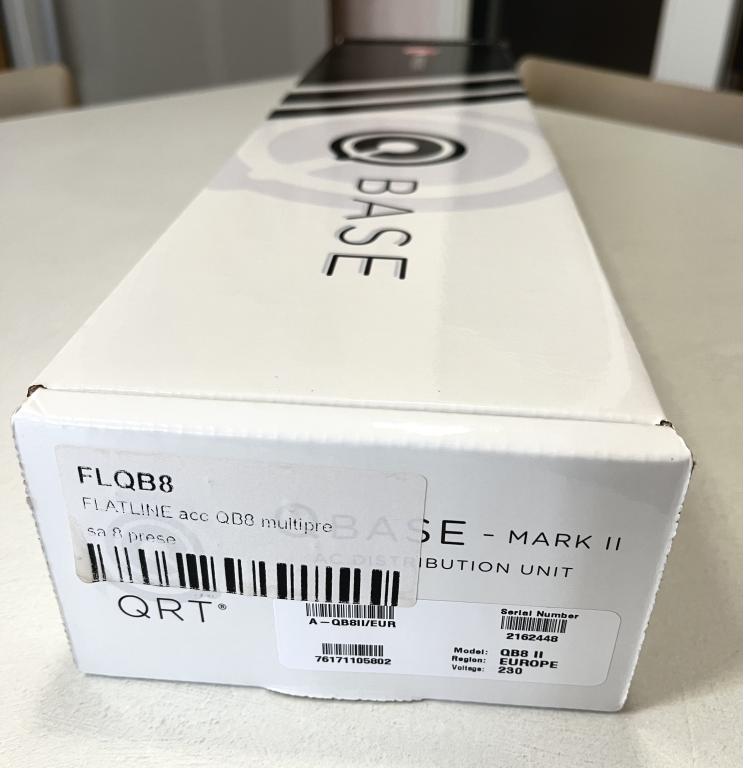 BASE
FLQB8
FLATLINE acc QB8 multipre
sa 8 prese
QBASE - MARK II
AC DISTRIBUTION UNIT
QRT®
A-QB8II/EUR
76171105802
Serial Number
2162448
Model: QB8 II
Region: EUROPE
Voltage: 230